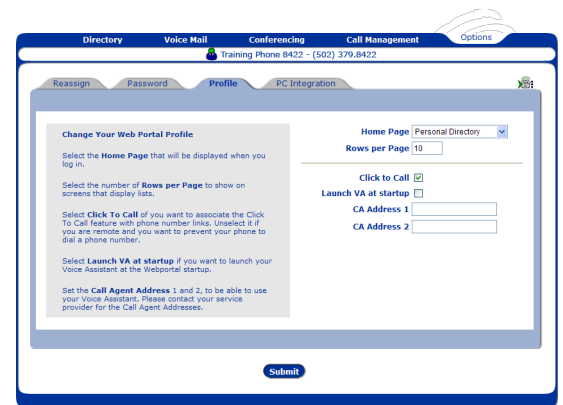 Directory Voice Mail Conferencing Call Management Options
Training Phone 8422 - (502) 379.8422
Reassign Password Profile PC Integration
Change Your Web Portal Profile
Select the Home Page that will be displayed when you
log in.
Select the number of Rows per Page to show on
screens that display lists.
Select Click To Call of you want to associate the Click
To Call feature with phone number links. Unselect it if
you are remote and you want to prevent your phone to
dial a phone number.
Select Launch VA at startup if you want to launch your
Voice Assistant at the Webportal startup.
Set the Call Agent Address 1 and 2, to be able to use
your Voice Assistant. Please contact your service
provider for the Call Agent Addresses.
Home Page Personal Directory
Rows per Page 10
Click to Call
Launch VA at startup
CA Address 1
CA Address 2
Submit